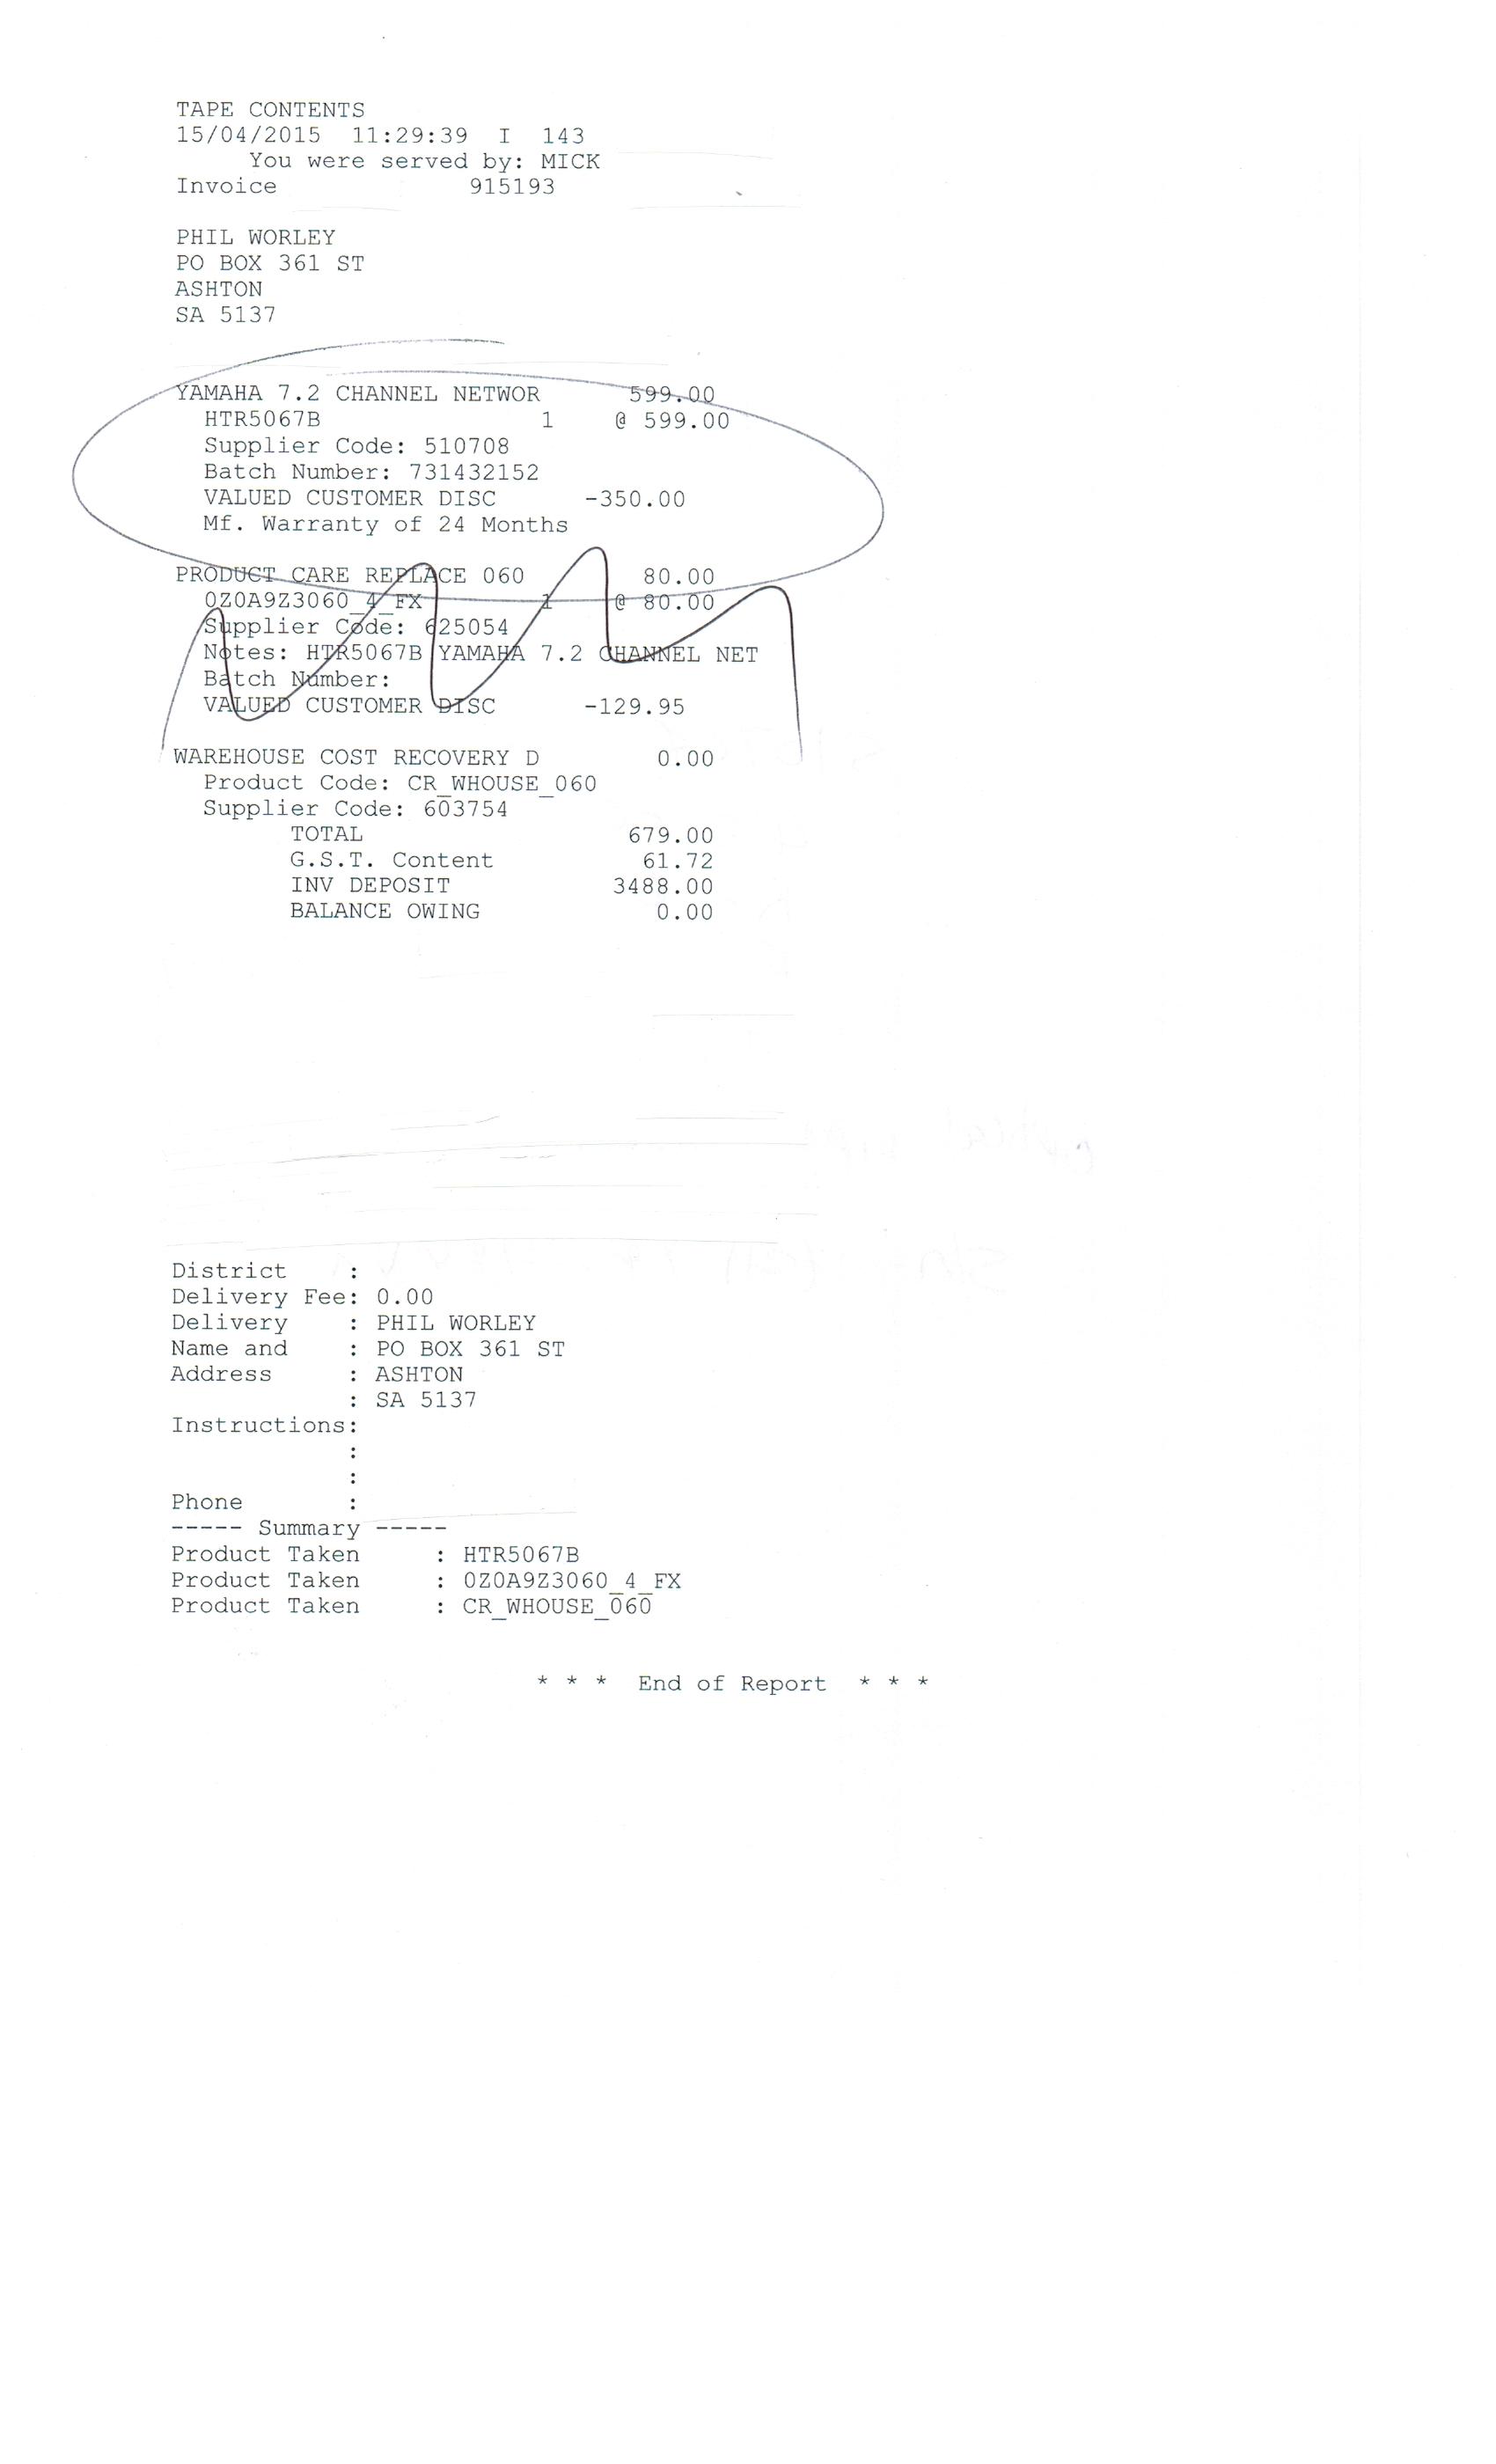 TAPE CONTENTS
15/04/2015 11:29:39 I 143
You were served by: MICK
Invoice 915193
PHIL WORLEY
PO BOX 361 ST
ASHTON
SA 5137
YAMAHA 7.2 CHANNEL NETWOR 599.00
HTR5067B 1 @ 599.00
Supplier Code: 510708
Batch Number: 731432152
VALUED CUSTOMER DISC -350.00
Mf. Warranty of 24 Months
PRODUCT CARE REPLACE 060 80.00
0Z0A9Z3060_4_FX 1 @ 80.00
Supplier Code: 625054
Notes: HTR5067B YAMAHA 7.2 CHANNEL NET
Batch Number:
VALUED CUSTOMER DISC -129.95
WAREHOUSE COST RECOVERY D 0.00
Product Code: CR_WHOUSE_060
Supplier Code: 603754
TOTAL 679.00
G.S.T. Content 61.72
INV DEPOSIT 3488.00
BALANCE OWING 0.00
District :
Delivery Fee: 0.00
Delivery : PHIL WORLEY
Name and : PO BOX 361 ST
Address : ASHTON
: SA 5137
Instructions:
:
:
Phone :
----- Summary -----
Product Taken : HTR5067B
Product Taken : 0Z0A9Z3060_4_FX
Product Taken : CR_WHOUSE_060
* * * End of Report * * *